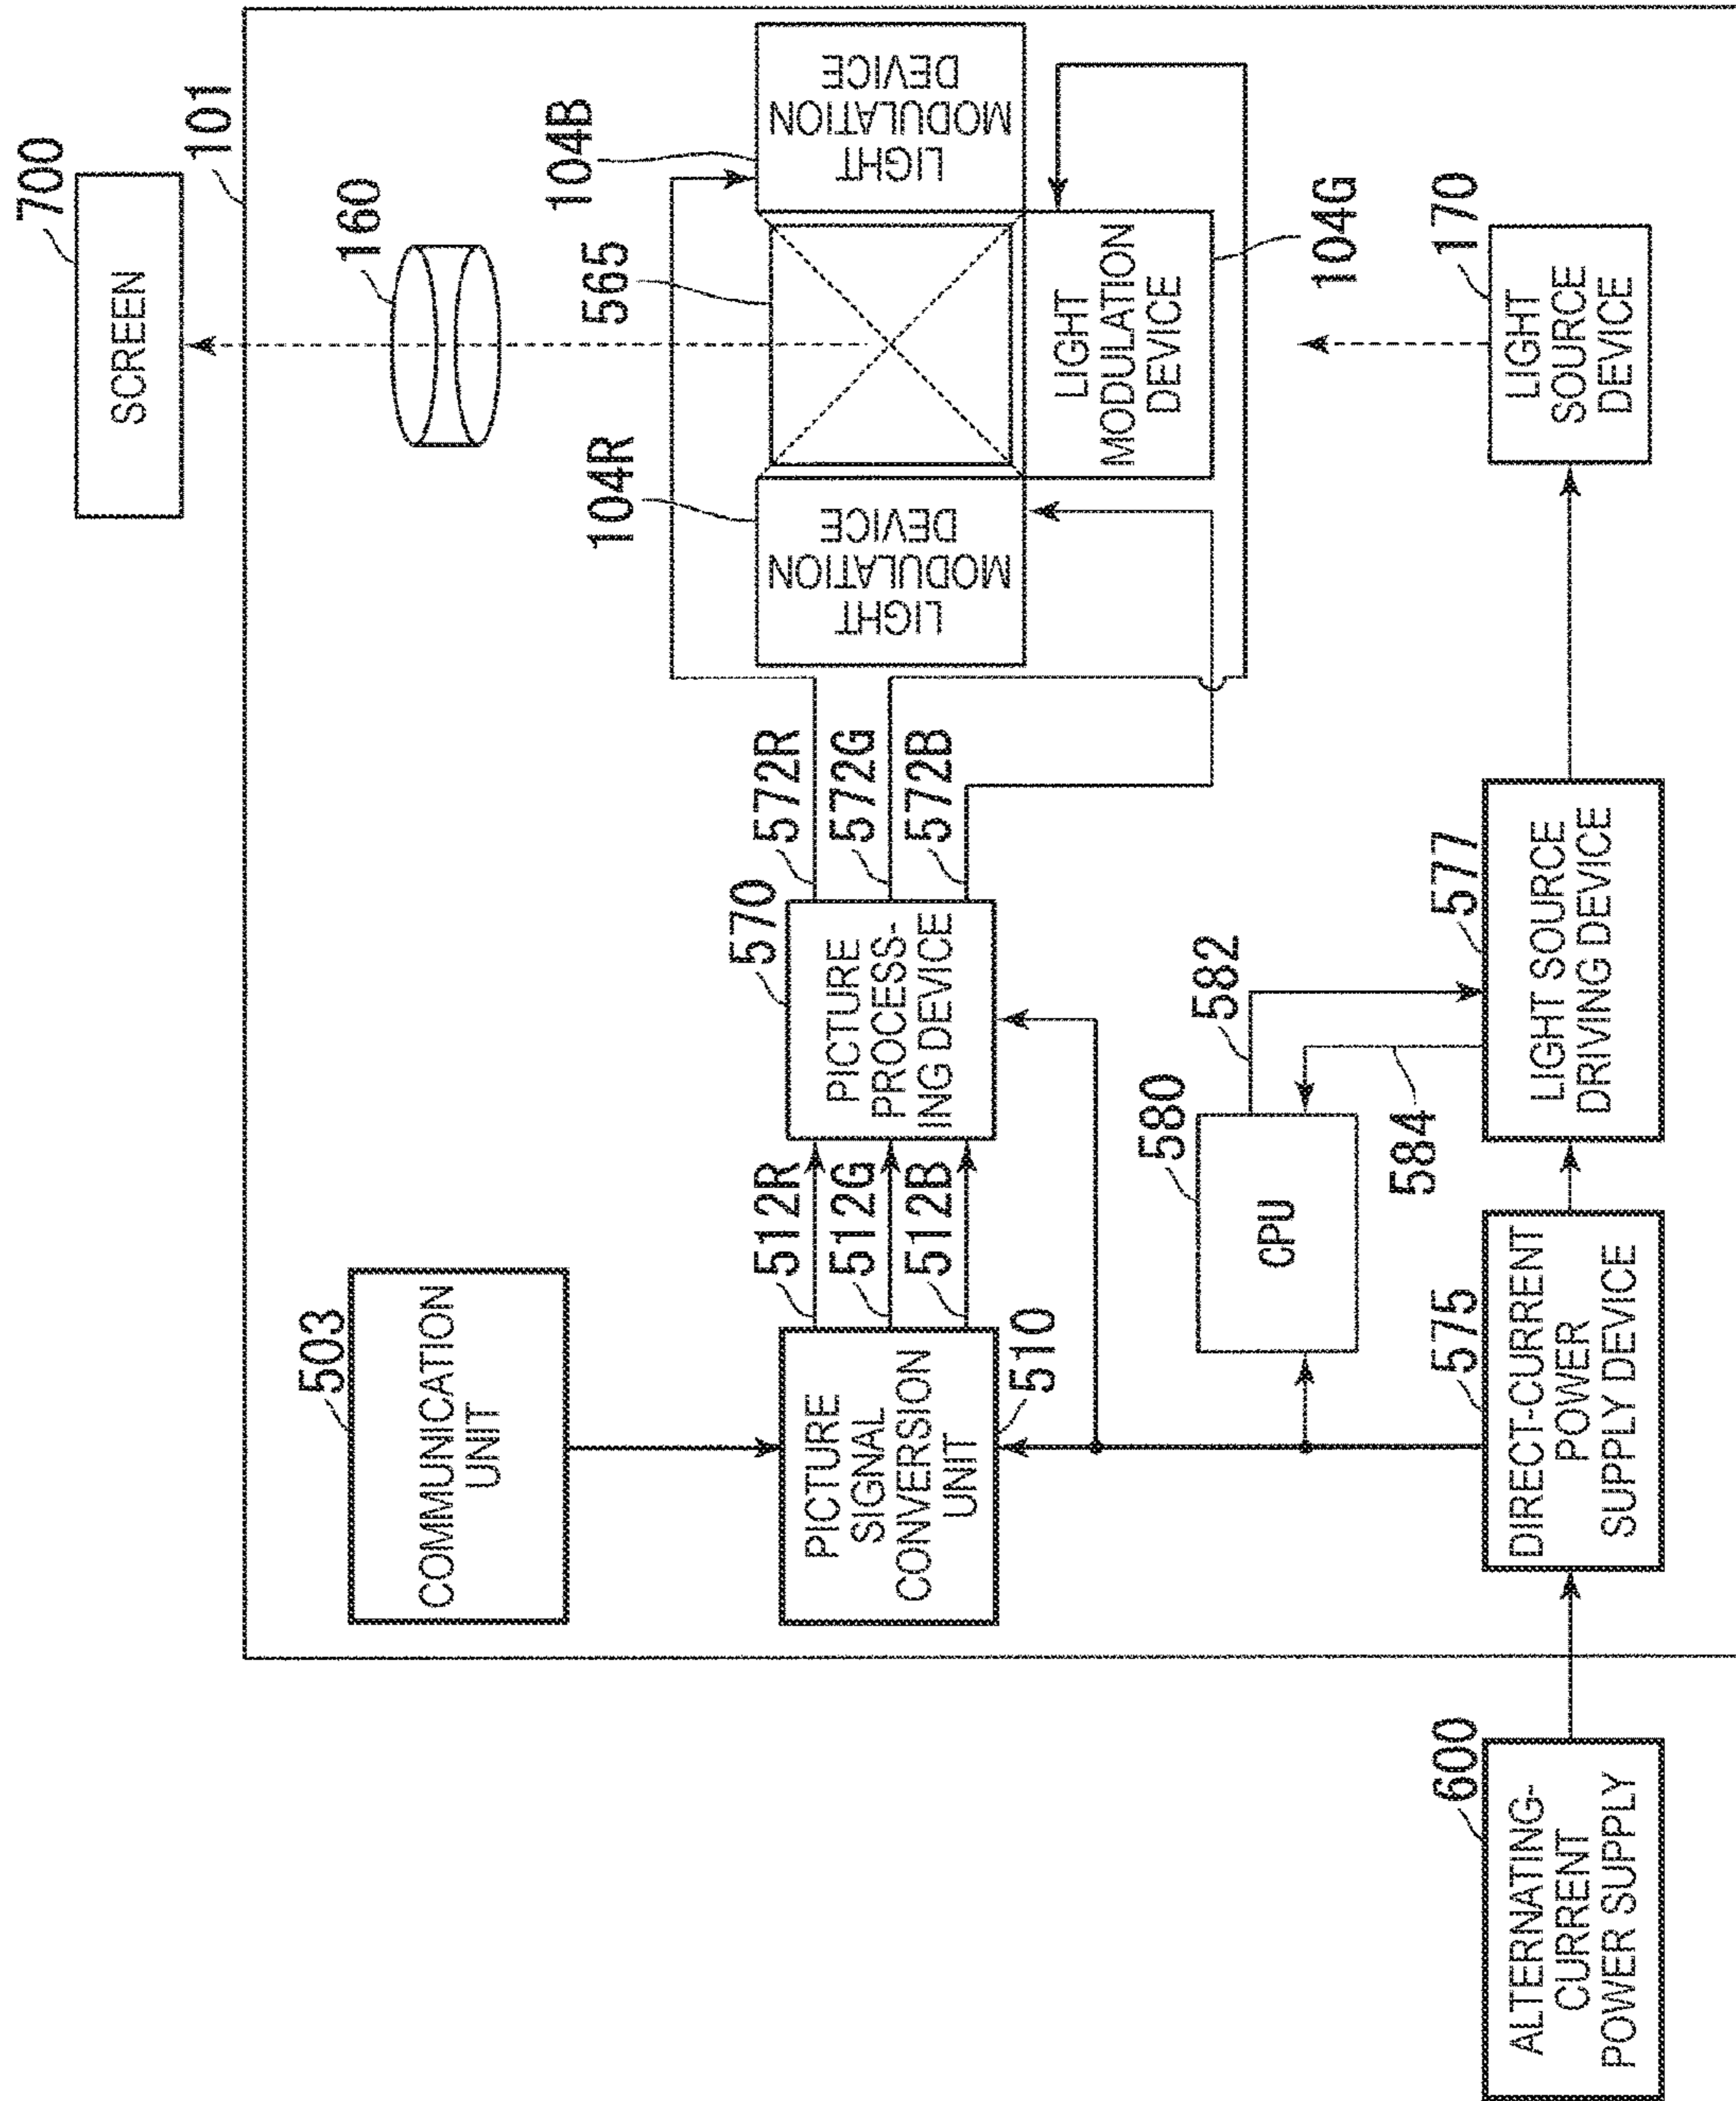 700
SCREEN
101
160
104R
565
104B
LIGHT
MODULATION
DEVICE
LIGHT
MODULATION
DEVICE
LIGHT
MODULATION
DEVICE
104G
503
COMMUNICATION
UNIT
570
PICTURE
PROCESS-
ING DEVICE
572R
572G
572B
512R
512G
512B
PICTURE
SIGNAL
CONVERSION
UNIT
510
580
CPU
582
584
170
LIGHT
SOURCE
DEVICE
600
ALTERNATING-
CURRENT
POWER SUPPLY
575
DIRECT-CURRENT
POWER
SUPPLY DEVICE
577
LIGHT SOURCE
DRIVING DEVICE